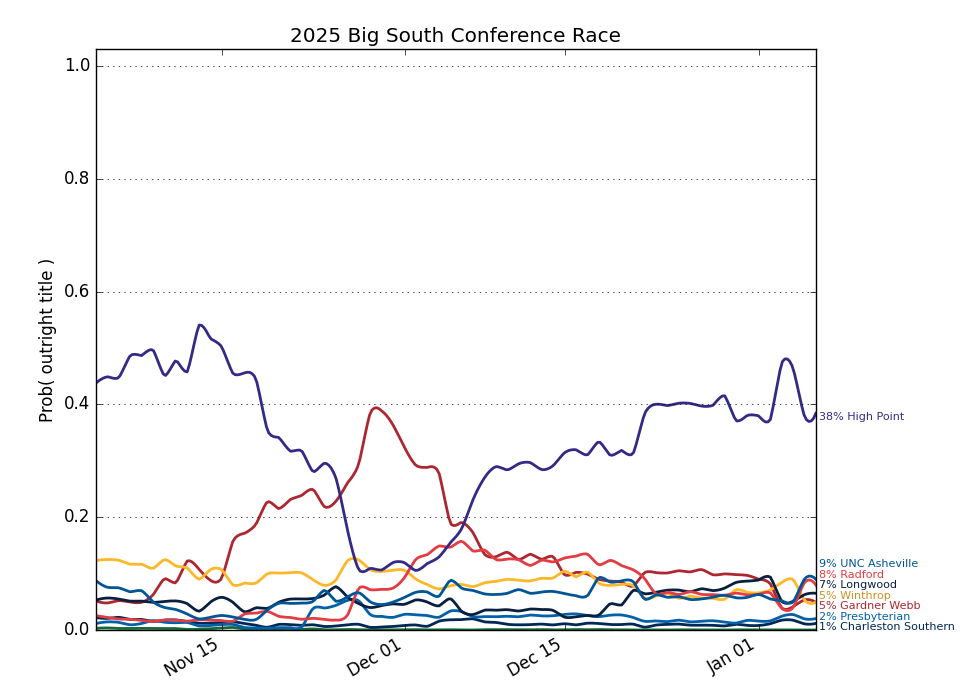 2025 Big South Conference Race
Prob( outright title )
1.0
0.8
0.6
0.4
0.2
0.0
Nov 15
Dec 01
Dec 15
Jan 01
38% High Point
9% UNC Asheville
8% Radford
7% Longwood
5% Winthrop
5% Gardner Webb
2% Presbyterian
1% Charleston Southern